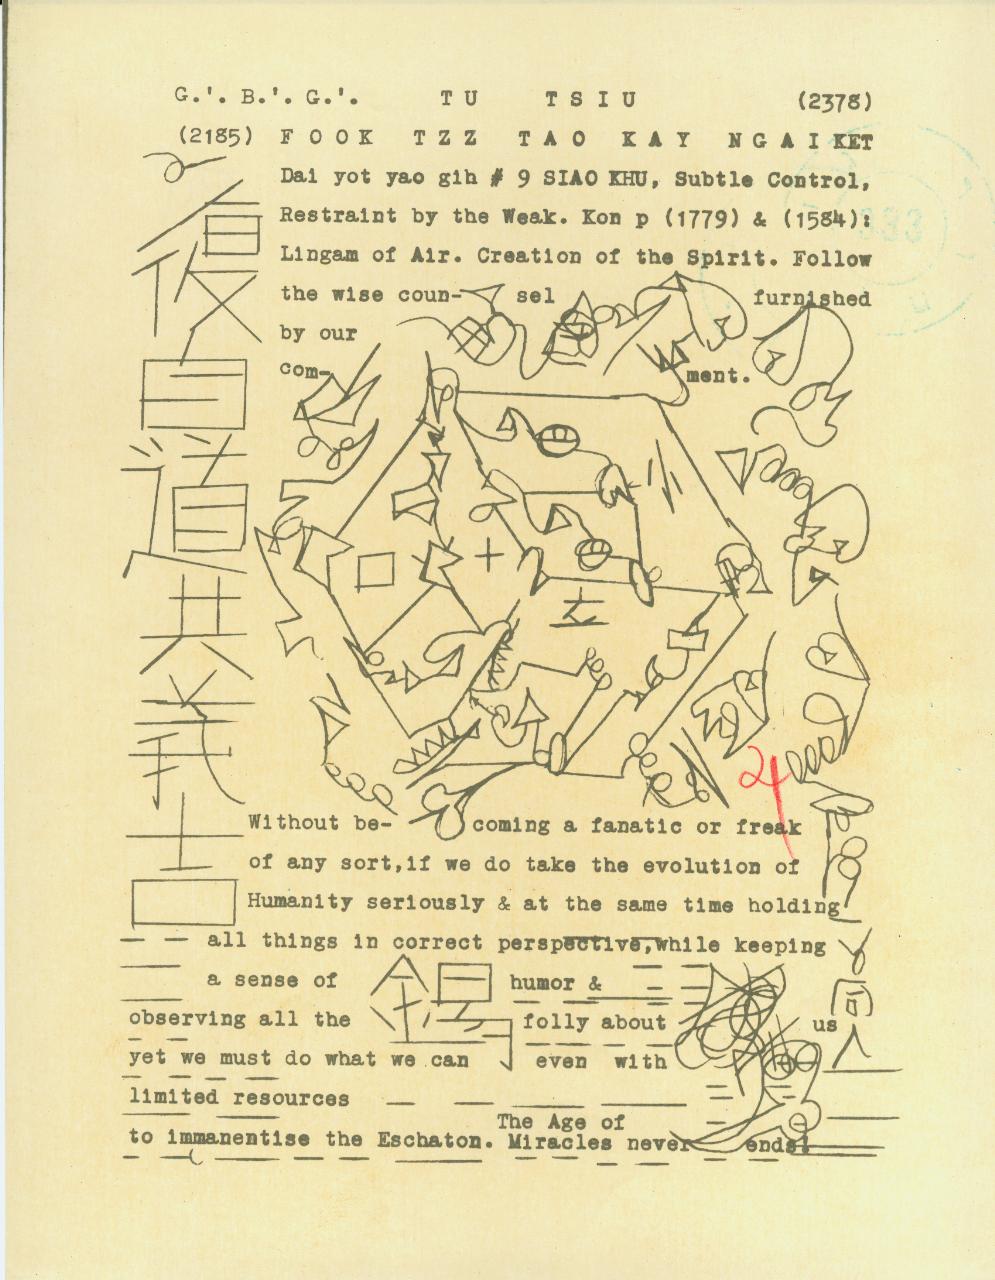 G.'. B.'. G.'. TU TSIU (2378)
(2185) FOOK TZZ TAO KAY NGAI KET
Dai yot yao gih # 9 SIAO KHU, Subtle Control,
Restraint by the Weak. Kon p (1779) & (1584):
Lingam of Air. Creation of the Spirit. Follow
the wise coun- sel furnished
by our
com- ment.
道
共
士
口
24
Without be- coming a fanatic or freak
of any sort,if we do take the evolution of
Humanity seriously & at the same time holding
all things in correct perspective,while keeping
a sense of humor &
observing all the folly about us
yet we must do what we can even with
limited resources
The Age of
to immanentise the Eschaton. Miracles never ends!